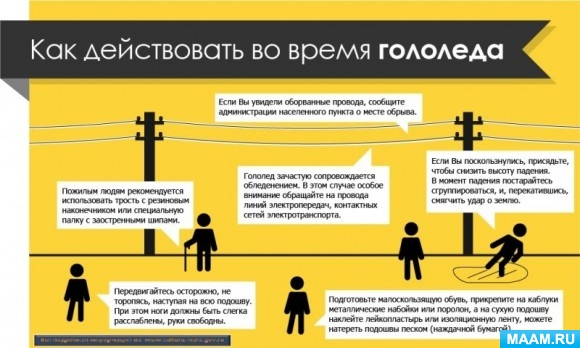 Как действовать во время гололеда
Если Вы увидели оборванные провода, сообщите
администрации населенного пункта о месте обрыва.
Пожилым людям рекомендуется
использовать трость с резиновым
наконечником или специальную
палку с заостренными шипами.
Гололед зачастую сопровождается
обледенением. В этом случае особое
внимание обращайте на провода
линий электропередач, контактных
сетей электротранспорта.
Если Вы поскользнулись, присядьте,
чтобы снизить высоту падения.
В момент падения постарайтесь
сгруппироваться, и, перекатившись,
смягчить удар о землю.
Передвигайтесь осторожно, не
торопясь, наступая на всю подошву.
При этом ноги должны быть слегка
расслаблены, руки свободны.
Подготовьте малоскользящую обувь, прикрепите на каблуки
металлические набойки или поролон, а на сухую подошву
наклейте лейкопластырь или изоляционную ленту, можете
натереть подошвы песком (наждачной бумагой).
MAAM.RU